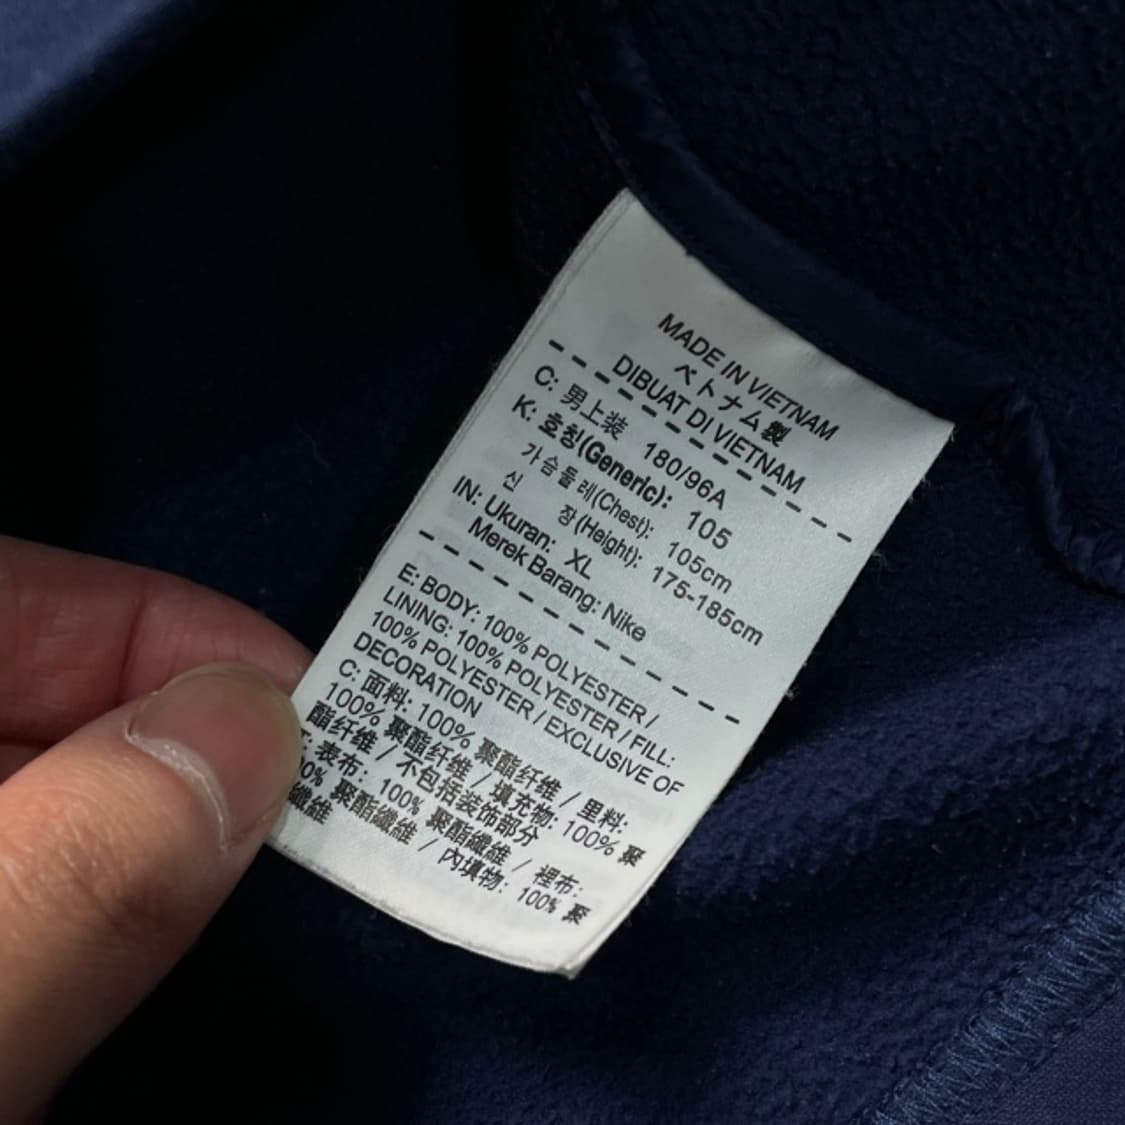 MADE IN VIETNAM
ベトナム製
DIBUAT DI VIETNAM
C: 男上装 180/96A
K: 호칭(Generic): 105
가슴둘레(Chest): 105cm
신 장(Height): 175-185cm
IN: Ukuran: XL
Merek Barang: Nike
E: BODY: 100% POLYESTER /
LINING: 100% POLYESTER / FILL:
100% POLYESTER / EXCLUSIVE OF
DECORATION
C: 面料: 100% 聚酯纤维 / 里料:
100% 聚酯纤维 / 填充物: 100% 聚
酯纤维 / 不包括装饰部分
表布: 100% 聚酯纖維 / 裡布:
聚酯纖維 / 內填物: 100% 聚
纖維